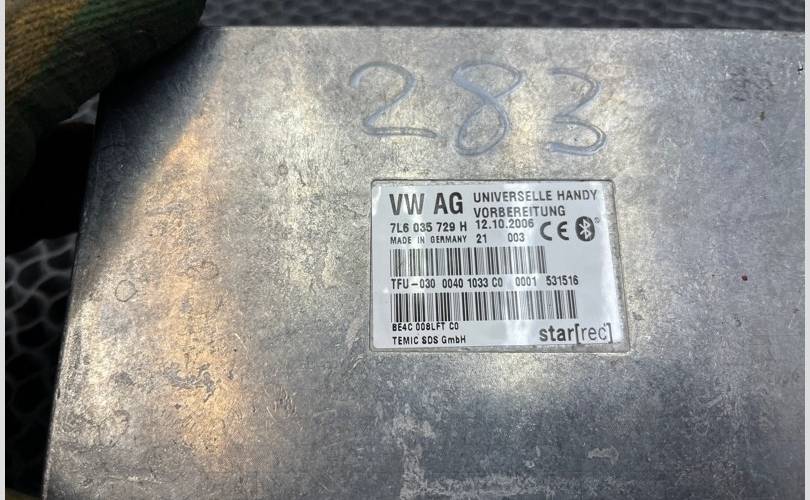 283
VW AG UNIVERSELLE HANDY
VORBEREITUNG
7L6 035 729 H 12.10.2006
MADE IN GERMANY 21 003 CE
TFU-030 0040 1033 C0 0001 531516
BE4C 008LFT C0
TEMIC SDS GmbH star[rec]